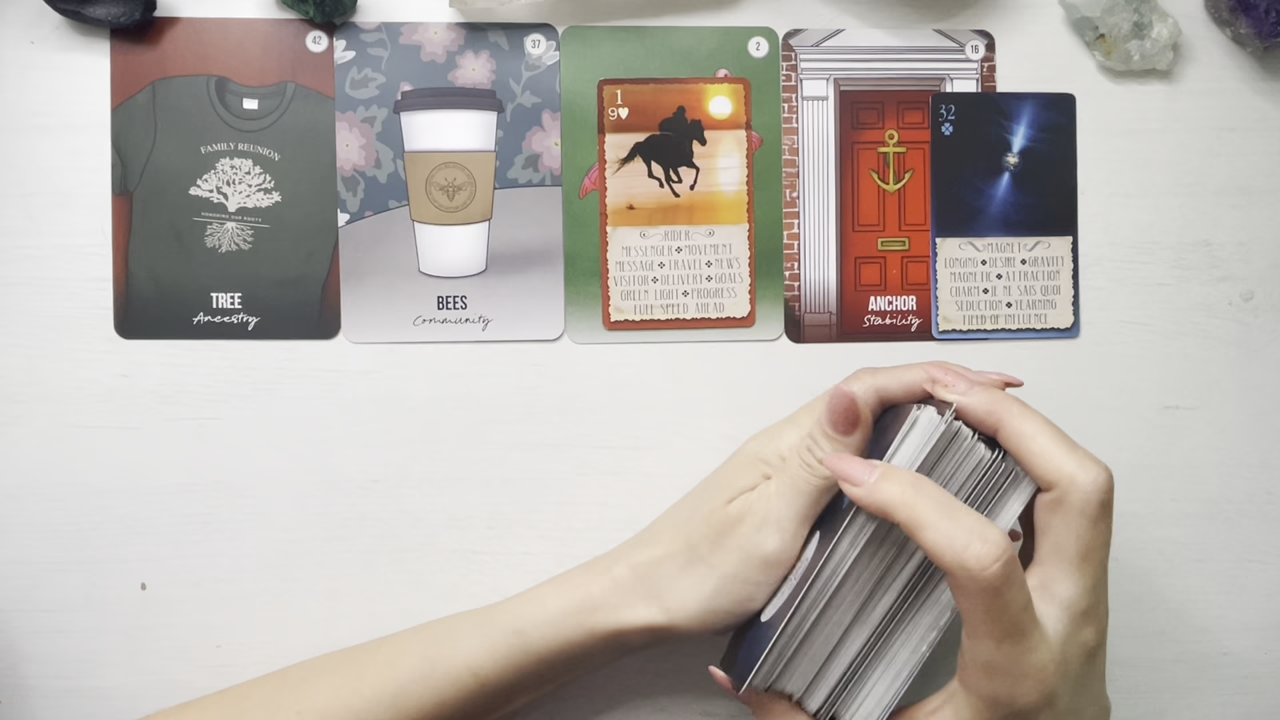 42
FAMILY REUNION
HONORING OUR ROOTS
TREE
Ancestry
37
BEES
Community
2
1
9♥
RIDER
MESSENGER ❖ MOVEMENT
MESSAGE ❖ TRAVEL ❖ NEWS
VISITOR ❖ DELIVERY ❖ GOALS
GREEN LIGHT ❖ PROGRESS
FULL SPEED AHEAD
16
ANCHOR
Stability
32
MAGNET
LONGING ❖ DESIRE ❖ GRAVITY
MAGNETIC ❖ ATTRACTION
CHARM ❖ JE NE SAIS QUOI
SEDUCTION ❖ YEARNING
FIELD OF INFLUENCE